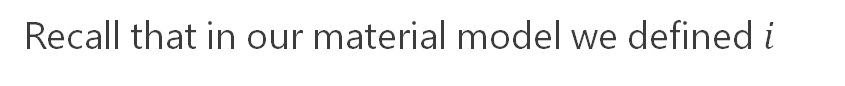 Recall that in our material model we defined i